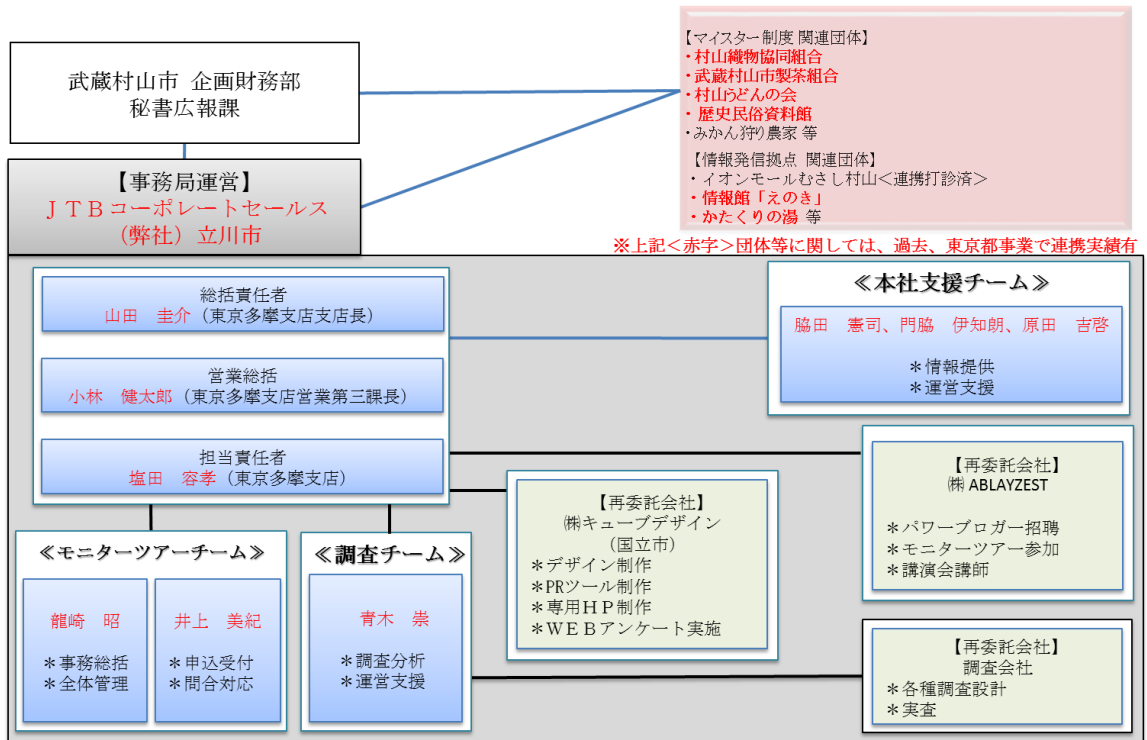 武蔵村山市 企画財務部
秘書広報課
【マイスター制度 関連団体】
・村山織物協同組合
・武蔵村山市製茶組合
・村山うどんの会
・歴史民俗資料館
・みかん狩り農家 等
【情報発信拠点 関連団体】
・イオンモールむさし村山＜連携打診済＞
・情報館「えのき」
・かたくりの湯 等
【事務局運営】
ＪＴＢコーポレートセールス
(弊社) 立川市
※上記＜赤字＞団体等に関しては、過去、東京都事業で連携実績有
総括責任者
山田　圭介（東京多摩支店支店長）
営業総括
小林　健太郎（東京多摩支店営業第三課長）
担当責任者
塩田　容孝（東京多摩支店）
≪本社支援チーム≫
脇田　憲司、門脇　伊知朗、原田　吉啓
＊情報提供
＊運営支援
≪モニターツアーチーム≫
龍崎　昭
＊事務総括
＊全体管理
井上　美紀
＊申込受付
＊問合対応
≪調査チーム≫
青木　崇
＊調査分析
＊運営支援
【再委託会社】
㈱キューブデザイン
（国立市）
＊デザイン制作
＊PRツール制作
＊専用ＨＰ制作
＊ＷＥＢアンケート実施
【再委託会社】
㈱ ABLAYZEST
＊パワーブロガー招聘
＊モニターツアー参加
＊講演会講師
【再委託会社】
調査会社
＊各種調査設計
＊実査